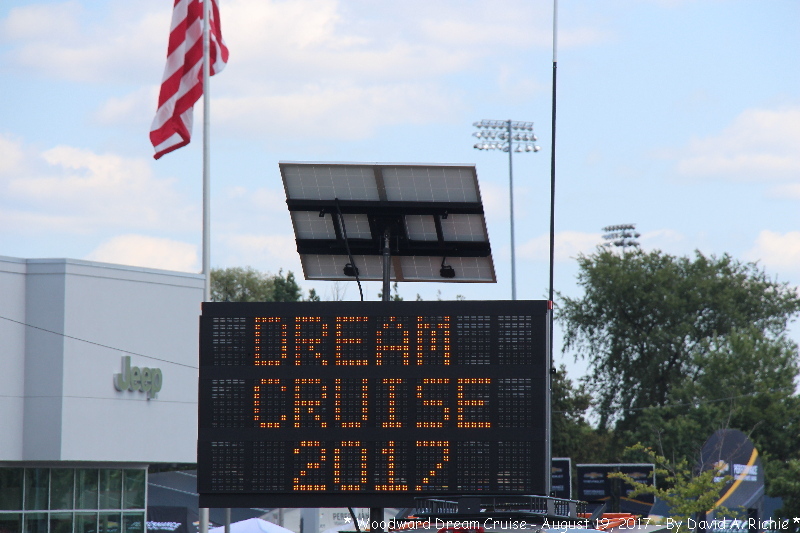 DREAM
CRUISE
2017
Jeep
* Woodward Dream Cruise - August 19, 2017 - By David A. Richie *